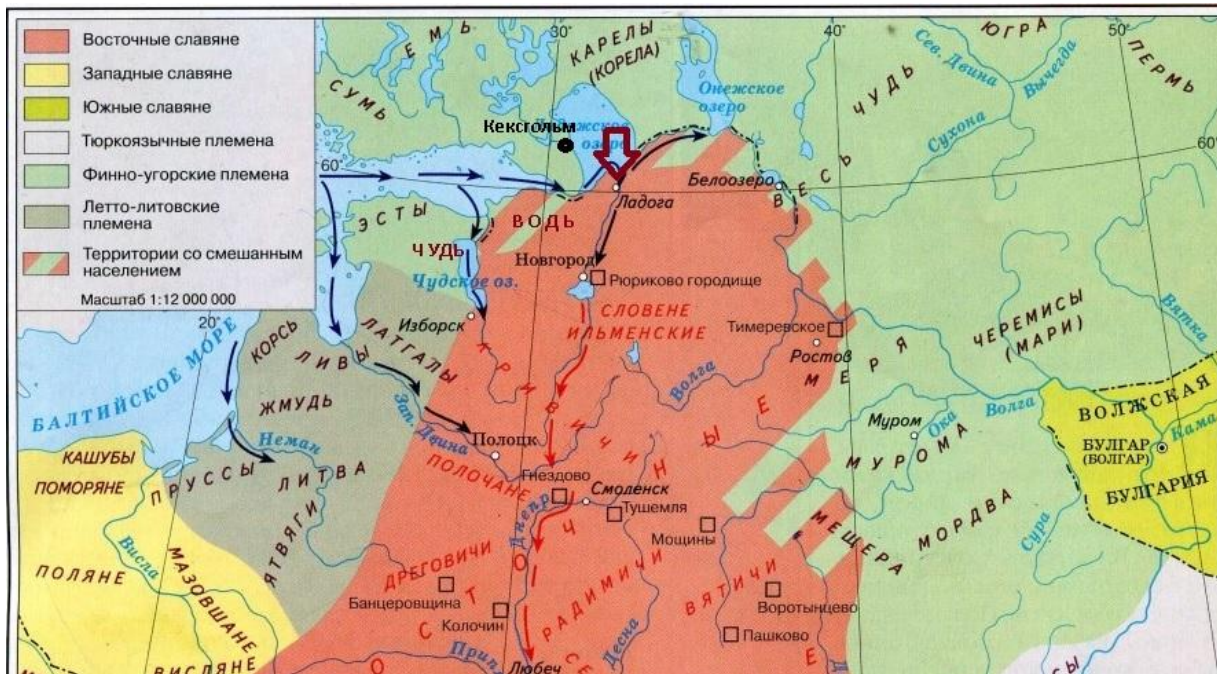 Восточные славяне
Западные славяне
Южные славяне
Тюркоязычные племена
Финно-угорские племена
Летто-литовские
племена
Территории со смешанным
населением
Масштаб 1:12 000 000
20°
30°
40°
50°
60°
60°
СУМЬ
ЕМЬ
КАРЕЛЫ
(КОРЕЛА)
Онежское
озеро
ЧУДЬ
ЮГРА
Сев. Двина
Вычегда
ПЕРМЬ
Сухона
Кексгольм
озеро
Ладога
Белоозеро
ВЕСЬ
ЭСТЫ
ВОДЬ
ЧУДЬ
Чудское оз.
Новгород
Рюриково городище
СЛОВЕНЕ
ИЛЬМЕНСКИЕ
Изборск
КРИВИЧИ
Тимеревское
Ростов
МЕРЯ
ЧЕРЕМИСЫ
(МАРИ)
Вятка
БАЛТИЙСКОЕ МОРЕ
КОРСЬ
ЛИВЫ
ЛАТГАЛЫ
ЖМУДЬ
Неман
Зап. Двина
Полоцк
ПОЛОЧАНЕ
Волга
Муром
Ока
Волга
МУРОМА
ВОЛЖСКАЯ
Кама
БУЛГАР
(БОЛГАР)
БУЛГАРИЯ
КАШУБЫ
ПОМОРЯНЕ
ПРУССЫ
ЛИТВА
ЯТВЯГИ
Гнездово
Смоленск
Днепр
Тушемля
Мощины
МЕЩЕРА
МОРДВА
Сура
ПОЛЯНЕ
Висла
МАЗОВШАНЕ
ВИСЛЯНЕ
ДРЕГОВИЧИ
Банцеровщина
Колочин
РАДИМИЧИ
ВЯТИЧИ
Воротынцево
Пашково
Десна
Прип.
Любеч